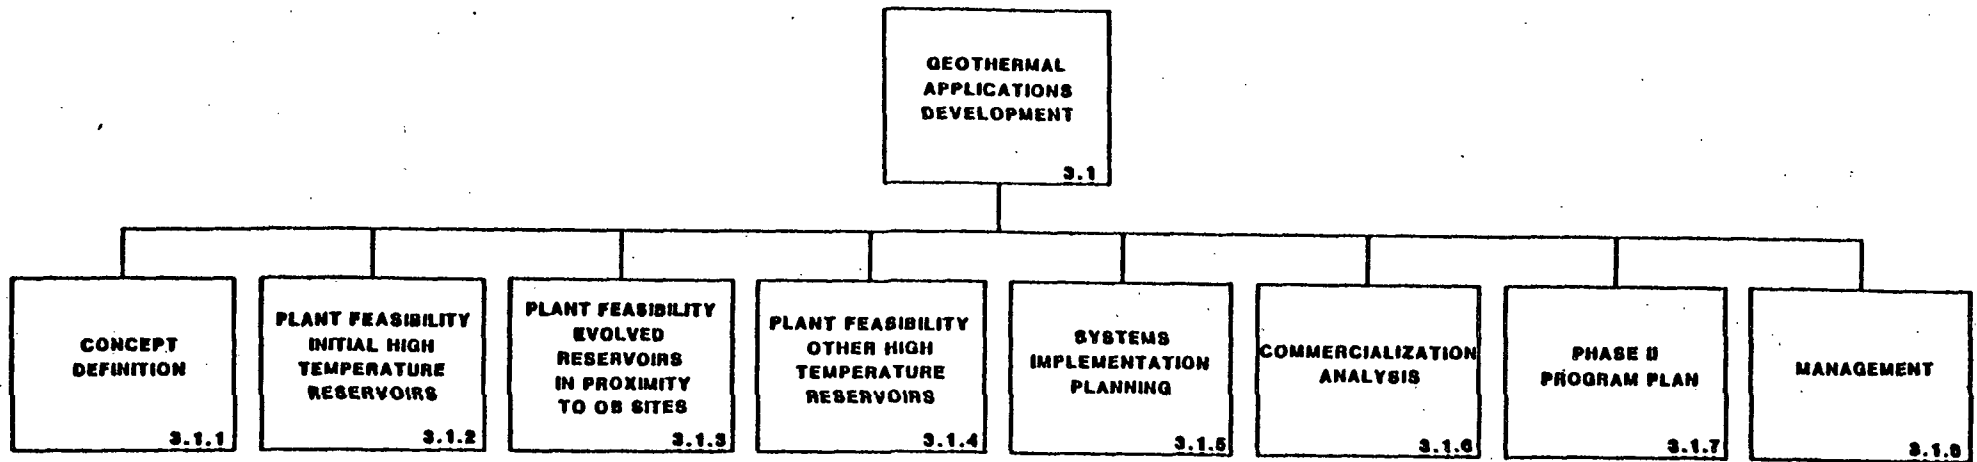 GEOTHERMAL
APPLICATIONS
DEVELOPMENT
3.1
CONCEPT
DEFINITION
3.1.1
PLANT FEASIBILITY
INITIAL HIGH
TEMPERATURE
RESERVOIRS
3.1.2
PLANT FEASIBILITY
EVOLVED
RESERVOIRS
IN PROXIMITY
TO OB SITES
3.1.3
PLANT FEASIBILITY
OTHER HIGH
TEMPERATURE
RESERVOIRS
3.1.4
SYSTEMS
IMPLEMENTATION
PLANNING
3.1.5
COMMERCIALIZATION
ANALYSIS
3.1.6
PHASE II
PROGRAM PLAN
3.1.7
MANAGEMENT
3.1.8